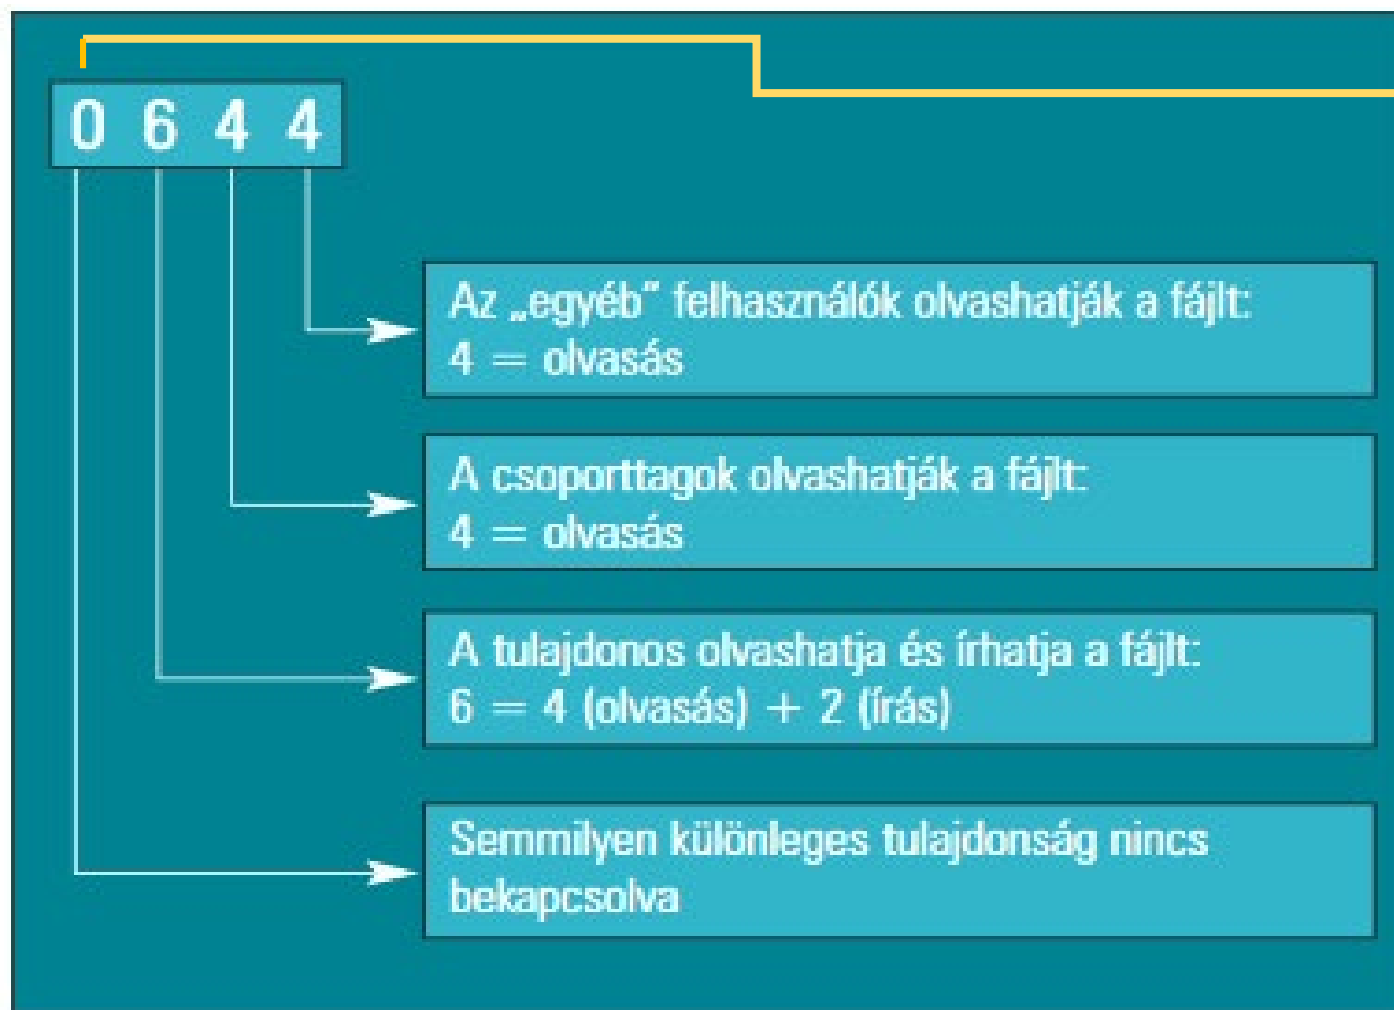 0 6 4 4
Az „egyéb” felhasználók olvashatják a fájlt:
4 = olvasás
A csoporttagok olvashatják a fájlt:
4 = olvasás
A tulajdonos olvashatja és írhatja a fájlt:
6 = 4 (olvasás) + 2 (írás)
Semmilyen különleges tulajdonság nincs
bekapcsolva